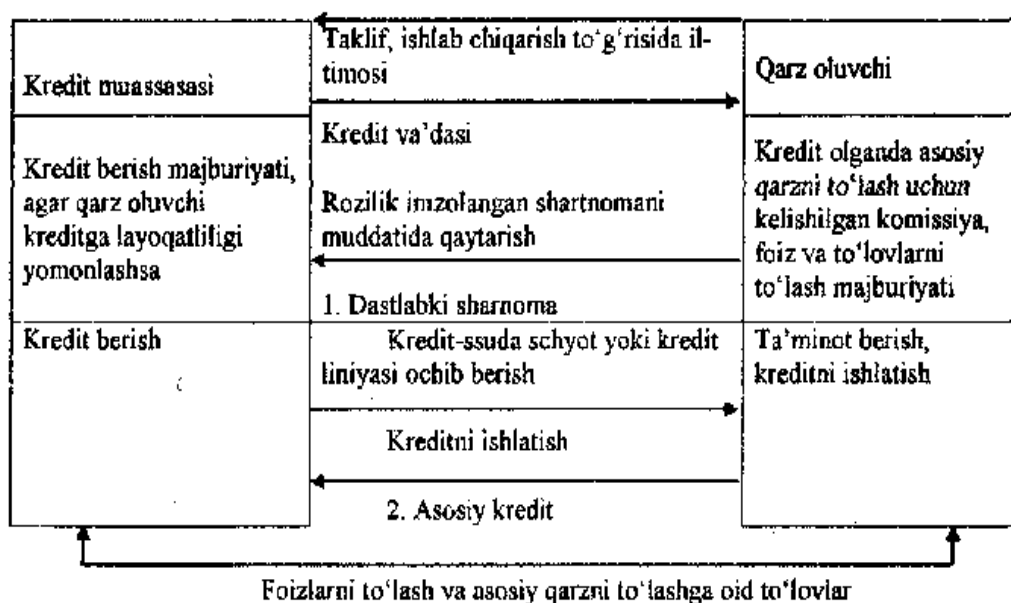 Kredit muassasasi
Taklif, ishlab chiqarish to‘g‘risida il-
timosi
Qarz oluvchi
Kredit berish majburiyati,
agar qarz oluvchi
kreditga layoqatliligi
yomonlashsa
Kredit va’dasi
Rozilik imzolangan shartnomani
muddatida qaytarish
1. Dastlabki sharnoma
Kredit olganda asosiy
qarzni to‘lash uchun
kelishilgan komissiya,
foiz va to‘lovlarni
to‘lash majburiyati
Kredit berish
Kredit-ssuda schyot yoki kredit
liniyasi ochib berish
Kreditni ishlatish
2. Asosiy kredit
Ta’minot berish,
kreditni ishlatish
Foizlarni to‘lash va asosiy qarzni to‘lashga oid to‘lovlar